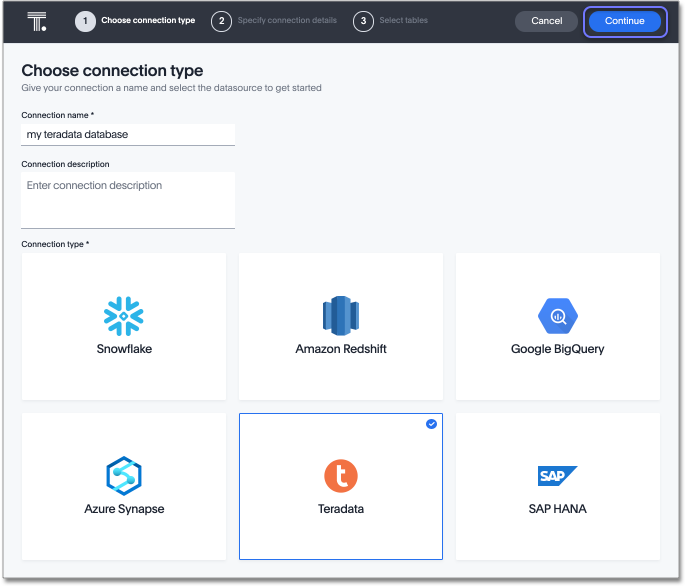 T.
1 Choose connection type 2 Specify connection details 3 Select tables Cancel Continue
Choose connection type
Give your connection a name and select the datasource to get started
Connection name *
my teradata database
Connection description
Enter connection description
Connection type *
Snowflake Amazon Redshift Google BigQuery
t SAP
Azure Synapse Teradata SAP HANA